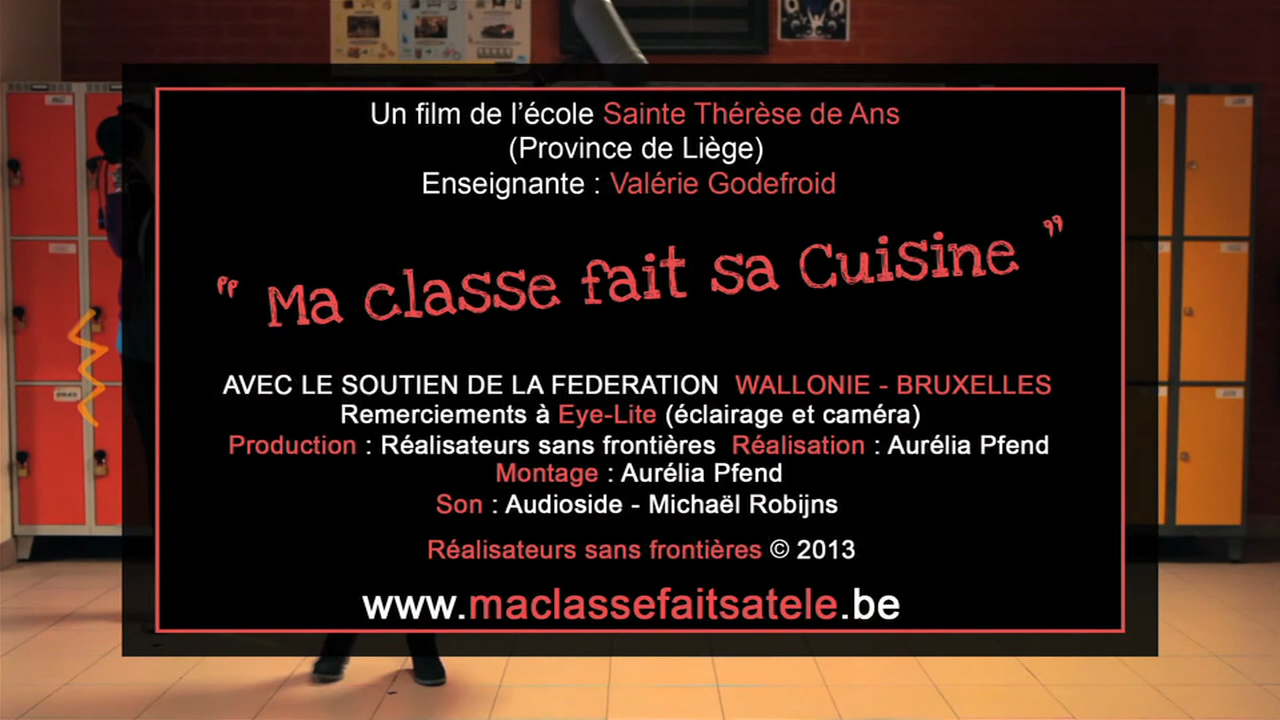 Un film de l'école Sainte Thérèse de Ans
(Province de Liège)
Enseignante : Valérie Godefroid
" Ma classe fait sa Cuisine "
AVEC LE SOUTIEN DE LA FEDERATION WALLONIE - BRUXELLES
Remerciements à Eye-Lite (éclairage et caméra)
Production : Réalisateurs sans frontières Réalisation : Aurélia Pfend
Montage : Aurélia Pfend
Son : Audioside - Michaël Robijns
Réalisateurs sans frontières © 2013
www.maclassefaitsatele.be